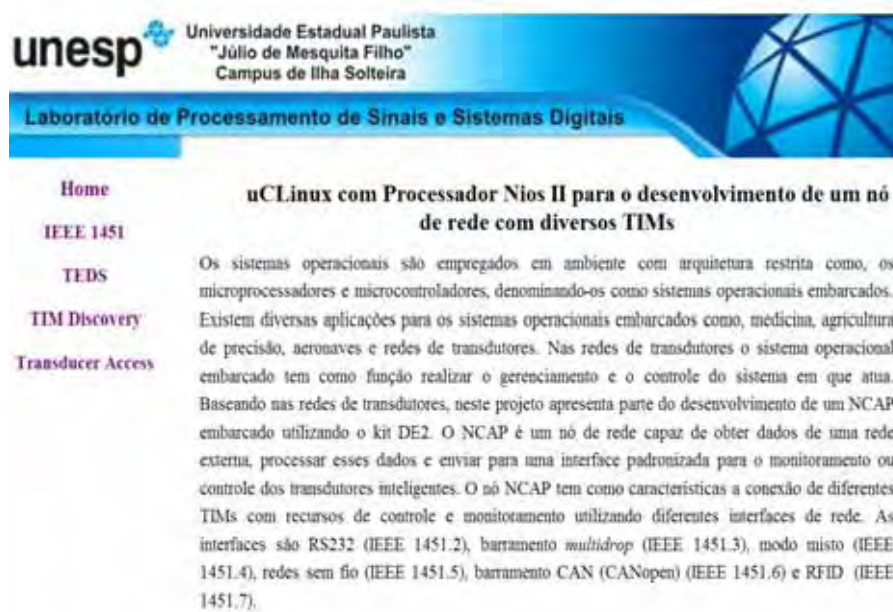 unesp
Universidade Estadual Paulista
"Júlio de Mesquita Filho"
Campus de Ilha Solteira
Laboratório de Processamento de Sinais e Sistemas Digitais
Home
IEEE 1451
TEDS
TIM Discovery
Transducer Access
uCLinux com Processador Nios II para o desenvolvimento de um nó
de rede com diversos TIMs
Os sistemas operacionais são empregados em ambiente com arquitetura restrita como, os
microprocessadores e microcontroladores, denominando-os como sistemas operacionais embarcados.
Existem diversas aplicações para os sistemas operacionais embarcados como, medicina, agricultura
de precisão, aeronaves e redes de transdutores. Nas redes de transdutores o sistema operacional
embarcado tem como função realizar o gerenciamento e o controle do sistema em que atua.
Baseando nas redes de transdutores, neste projeto apresenta parte do desenvolvimento de um NCAP
embarcado utilizando o kit DE2. O NCAP é um nó de rede capaz de obter dados de uma rede
externa, processar esses dados e enviar para uma interface padronizada para o monitoramento ou
controle dos transdutores inteligentes. O nó NCAP tem como características a conexão de diferentes
TIMs com recursos de controle e monitoramento utilizando diferentes interfaces de rede. As
interfaces são RS232 (IEEE 1451.2), barramento multidrop (IEEE 1451.3), modo misto (IEEE
1451.4), redes sem fio (IEEE 1451.5), barramento CAN (CANopen) (IEEE 1451.6) e RFID (IEEE
1451.7).